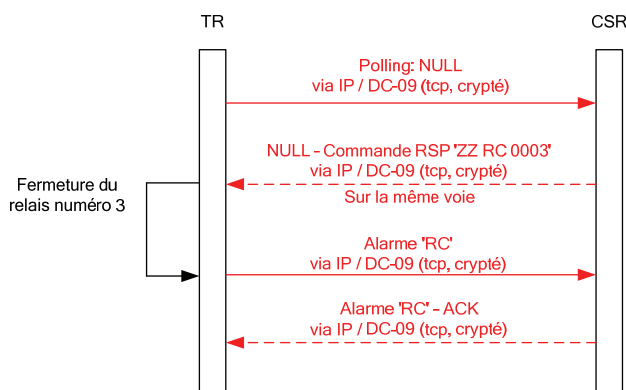 TR
CSR
Polling: NULL
via IP / DC-09 (tcp, crypté)
NULL - Commande RSP 'ZZ RC 0003'
via IP / DC-09 (tcp, crypté)
Sur la même voie
Fermeture du
relais numéro 3
Alarme 'RC'
via IP / DC-09 (tcp, crypté)
Alarme 'RC' - ACK
via IP / DC-09 (tcp, crypté)